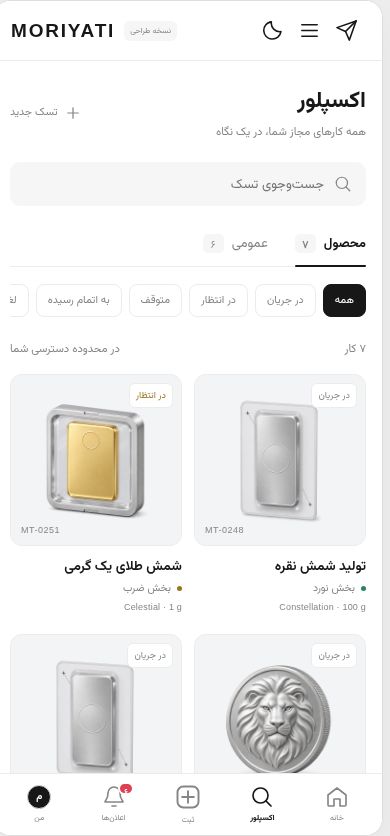 MORIYATI
نسخه طراحی
اکسپلور
تسک جدید
همه کارهای مجاز شما، در یک نگاه
جست‌وجوی تسک
محصول ۷ عمومی ۶
همه در جریان در انتظار متوقف به اتمام رسیده لغ
۷ کار در محدوده دسترسی شما
در جریان
MT-0248
تولید شمش نقره
بخش نورد
Constellation · 100 g
در انتظار
MT-0251
شمش طلای یک گرمی
بخش ضرب
Celestial · 1 g
در جریان
در جریان
خانه اکسپلور ثبت اعلان‌ها م من